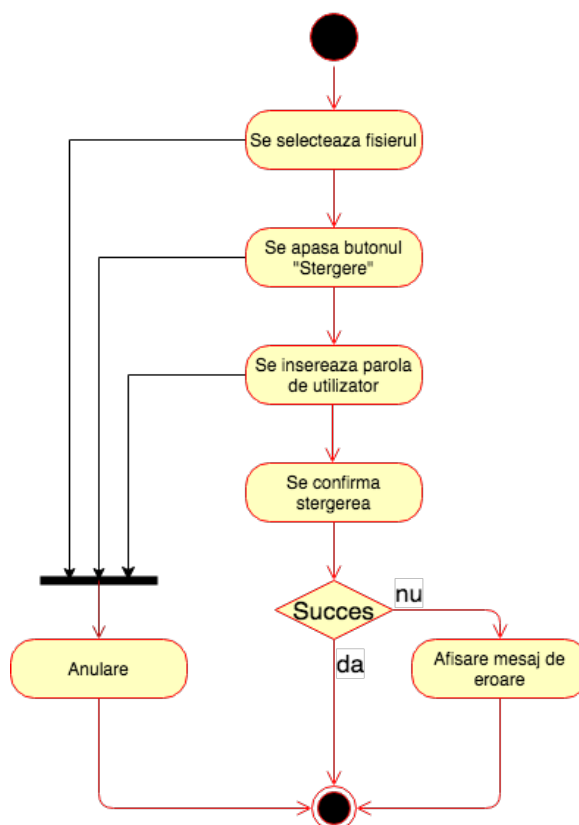 Se selecteaza fisierul
Se apasa butonul
"Stergere"
Se insereaza parola
de utilizator
Se confirma
stergerea
Succes
nu
da
Anulare
Afisare mesaj de
eroare